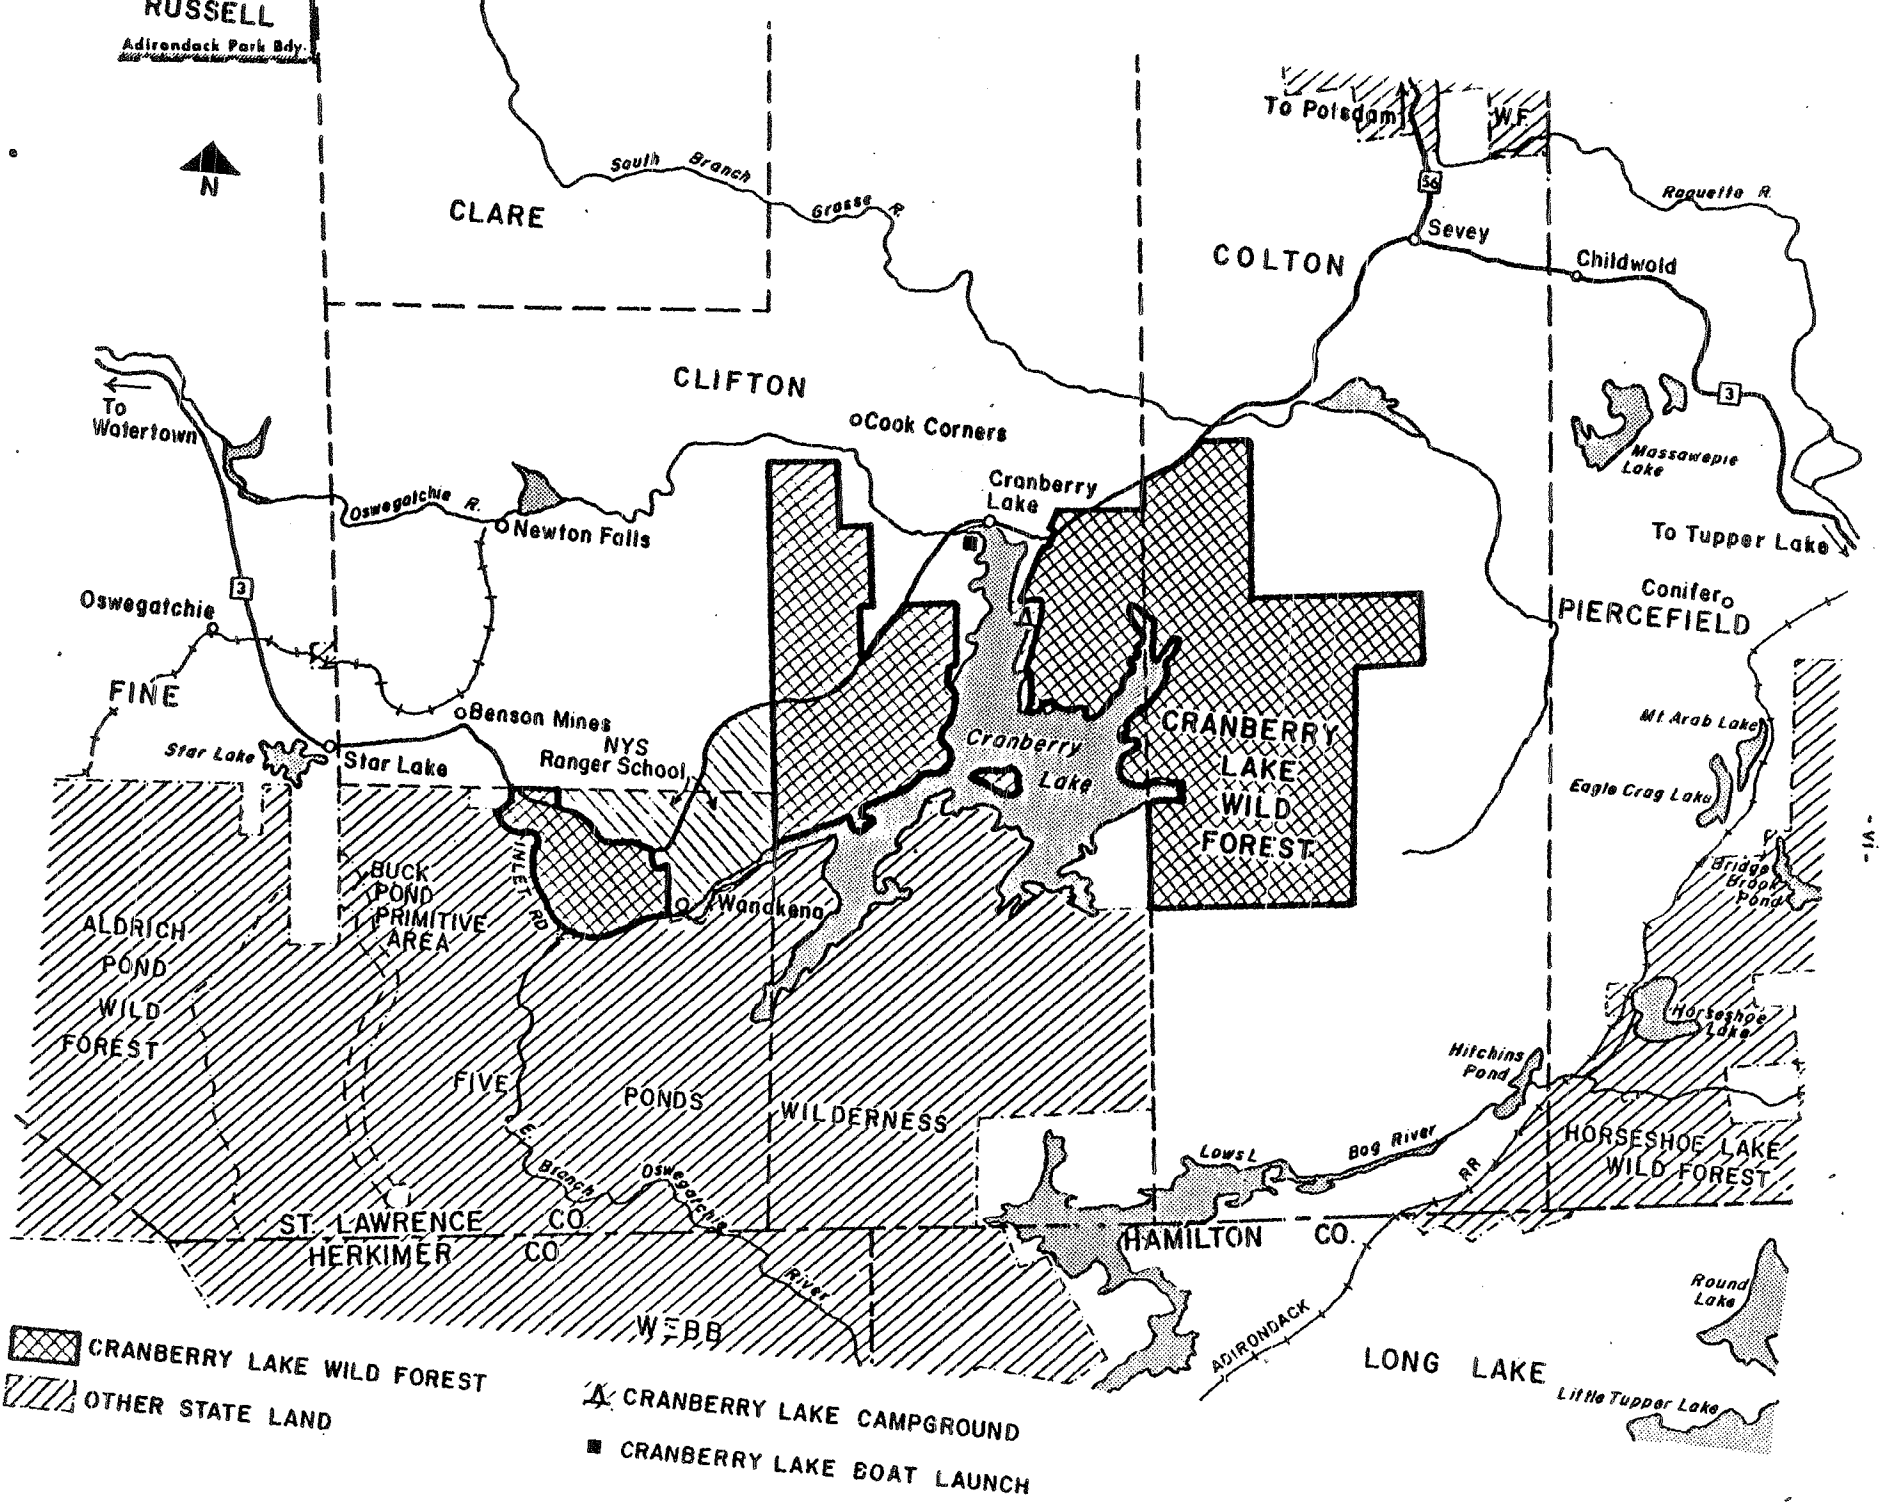 RUSSELL
Adirondack Park Bdy.
N
To Potsdam
W.F.
56
South Branch
Grasse R.
Raquette R.
CLARE
Sevey
COLTON
Childwold
CLIFTON
3
To
Watertown
Cook Corners
Massawepie
Lake
Cranberry
Lake
Oswegatchie R.
Newton Falls
To Tupper Lake
3
Oswegatchie
Conifer
PIERCEFIELD
FINE
Benson Mines
NYS
Ranger School
Star Lake
Star Lake
Mt Arab Lake
Eagle Crag Lake
Cranberry
Lake
CRANBERRY
LAKE
WILD
FOREST
- vi -
INLET RD
BUCK
POND
PRIMITIVE
AREA
Wanakena
Bridge
Brook
Pond
ALDRICH
POND
WILD
FOREST
Horseshoe
Lake
Hitchins
Pond
FIVE
PONDS
WILDERNESS
E.
Branch
Oswegatchie
River
Lows L
Bog River
RR
HORSESHOE LAKE
WILD FOREST
ST. LAWRENCE CO.
HERKIMER CO
HAMILTON CO.
Round
Lake
WEBB
ADIRONDACK
LONG LAKE
Little Tupper Lake
CRANBERRY LAKE WILD FOREST
OTHER STATE LAND
CRANBERRY LAKE CAMPGROUND
CRANBERRY LAKE BOAT LAUNCH